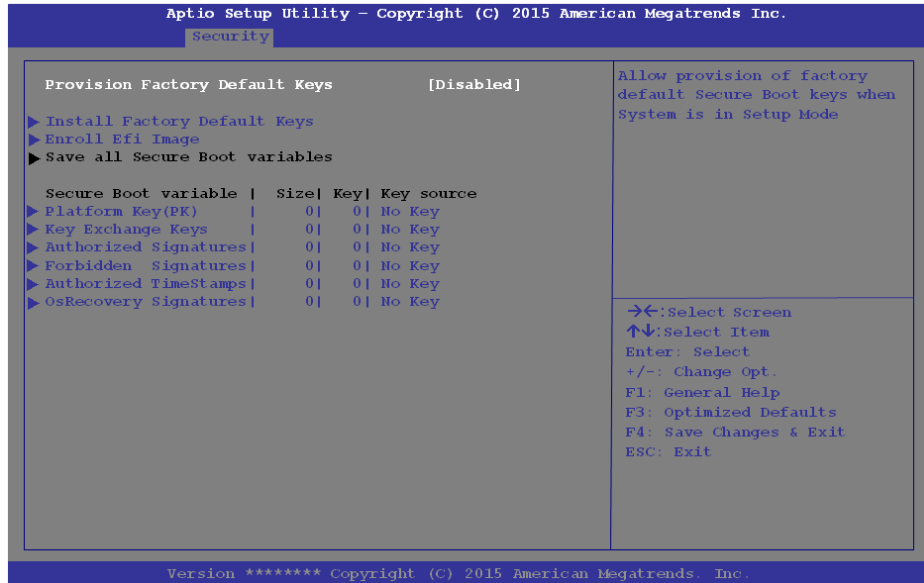 Aptio Setup Utility – Copyright (C) 2015 American Megatrends Inc.
Security
Provision Factory Default Keys [Disabled]
Install Factory Default Keys
Enroll Efi Image
Save all Secure Boot variables
Secure Boot variable | Size| Key| Key source
Platform Key(PK) | 0| 0| No Key
Key Exchange Keys | 0| 0| No Key
Authorized Signatures| 0| 0| No Key
Forbidden Signatures| 0| 0| No Key
Authorized TimeStamps| 0| 0| No Key
OsRecovery Signatures| 0| 0| No Key
Allow provision of factory
default Secure Boot keys when
System is in Setup Mode
→←:Select Screen
↑↓:Select Item
Enter: Select
+/-: Change Opt.
F1: General Help
F3: Optimized Defaults
F4: Save Changes & Exit
ESC: Exit
Version ******** Copyright (C) 2015 American Megatrends. Inc.